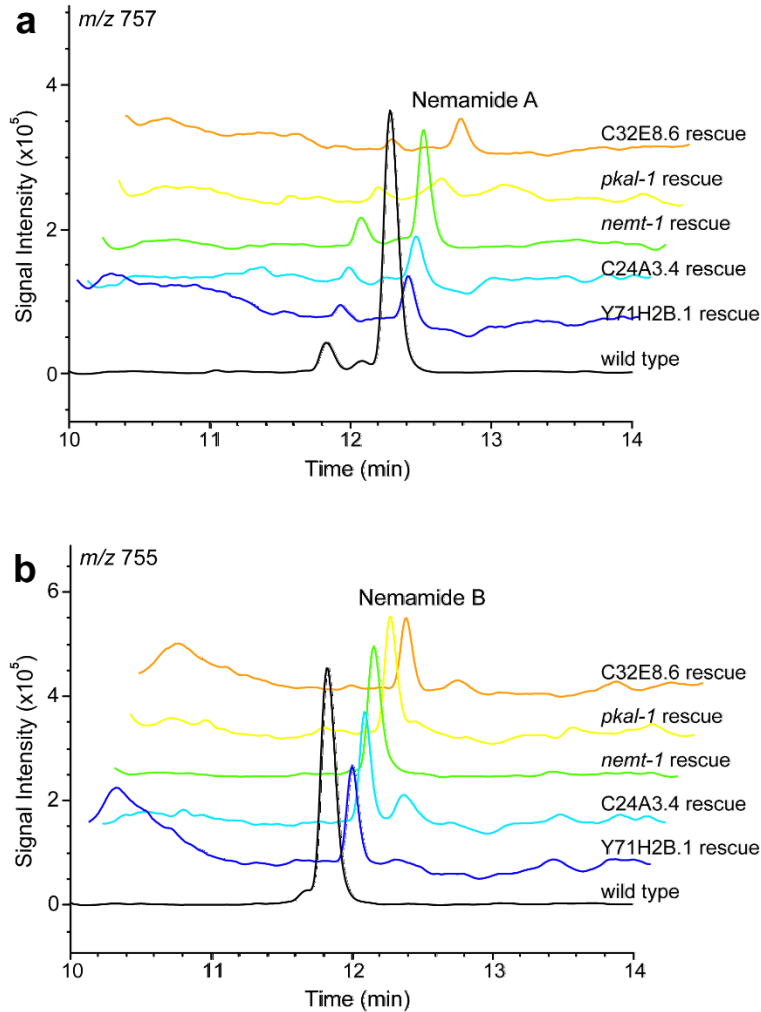 a
m/z 757
Nemamide A
C32E8.6 rescue
pkal-1 rescue
nemt-1 rescue
C24A3.4 rescue
Y71H2B.1 rescue
wild type
Signal Intensity (x10⁵)
4
2
0
10 11 12 13 14
Time (min)
b
m/z 755
Nemamide B
C32E8.6 rescue
pkal-1 rescue
nemt-1 rescue
C24A3.4 rescue
Y71H2B.1 rescue
wild type
Signal Intensity (x10⁵)
6
4
2
0
10 11 12 13 14
Time (min)